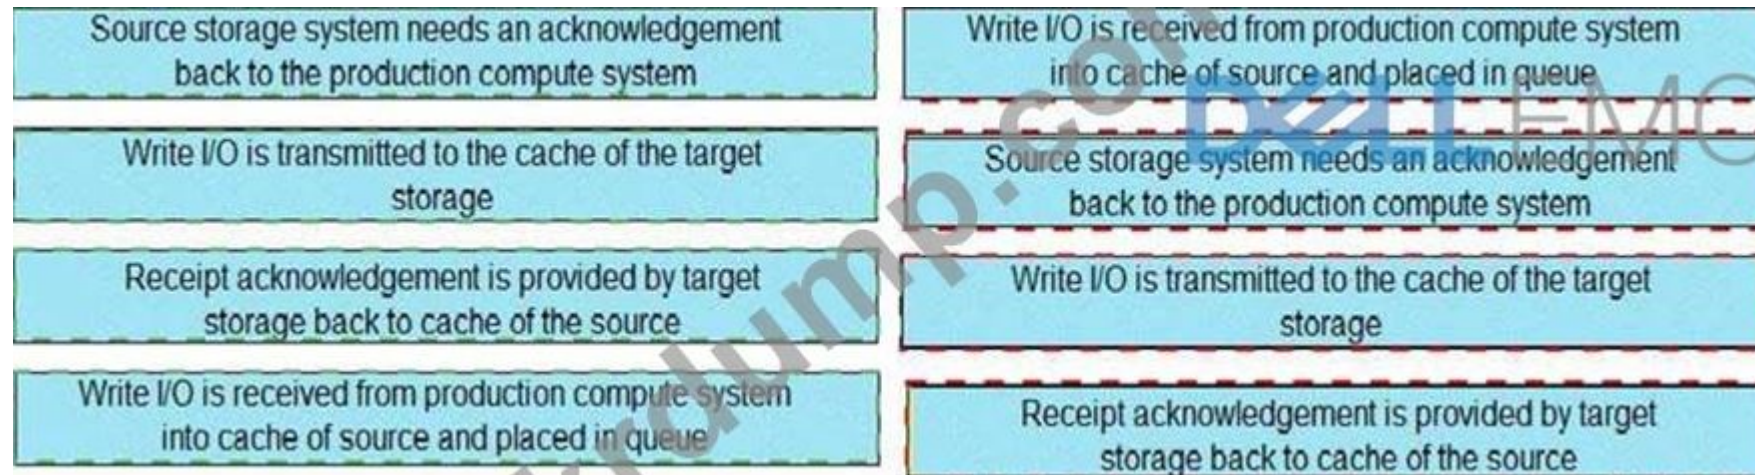 Source storage system needs an acknowledgement
back to the production compute system
Write I/O is transmitted to the cache of the target
storage
Receipt acknowledgement is provided by target
storage back to cache of the source
Write I/O is received from production compute system
into cache of source and placed in queue
Write I/O is received from production compute system
into cache of source and placed in queue
Source storage system needs an acknowledgement
back to the production compute system
Write I/O is transmitted to the cache of the target
storage
Receipt acknowledgement is provided by target
storage back to cache of the source
DELL EMC